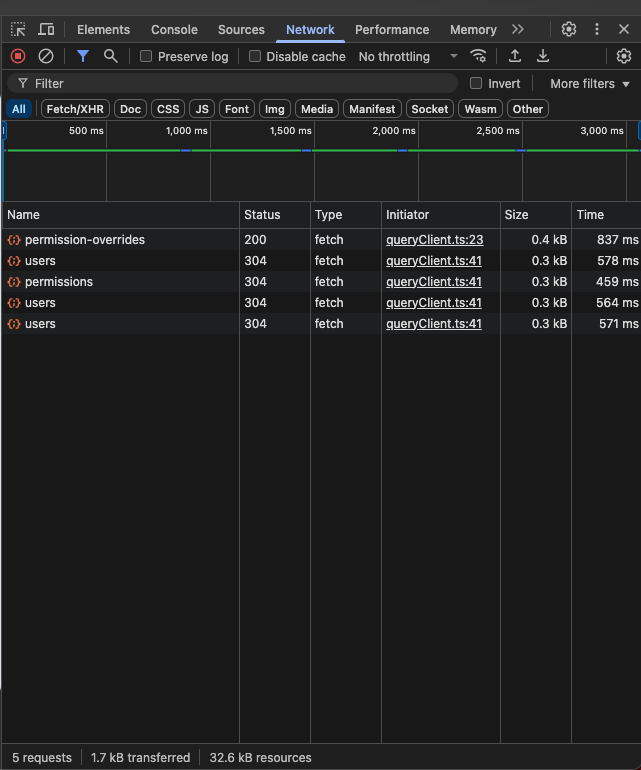 Elements Console Sources Network Performance Memory
Preserve log Disable cache No throttling
Filter Invert More filters
All Fetch/XHR Doc CSS JS Font Img Media Manifest Socket Wasm Other
500 ms 1,000 ms 1,500 ms 2,000 ms 2,500 ms 3,000 ms
Name Status Type Initiator Size Time
permission-overrides 200 fetch queryClient.ts:23 0.4 kB 837 ms
users 304 fetch queryClient.ts:41 0.3 kB 578 ms
permissions 304 fetch queryClient.ts:41 0.3 kB 459 ms
users 304 fetch queryClient.ts:41 0.3 kB 564 ms
users 304 fetch queryClient.ts:41 0.3 kB 571 ms
5 requests 1.7 kB transferred 32.6 kB resources